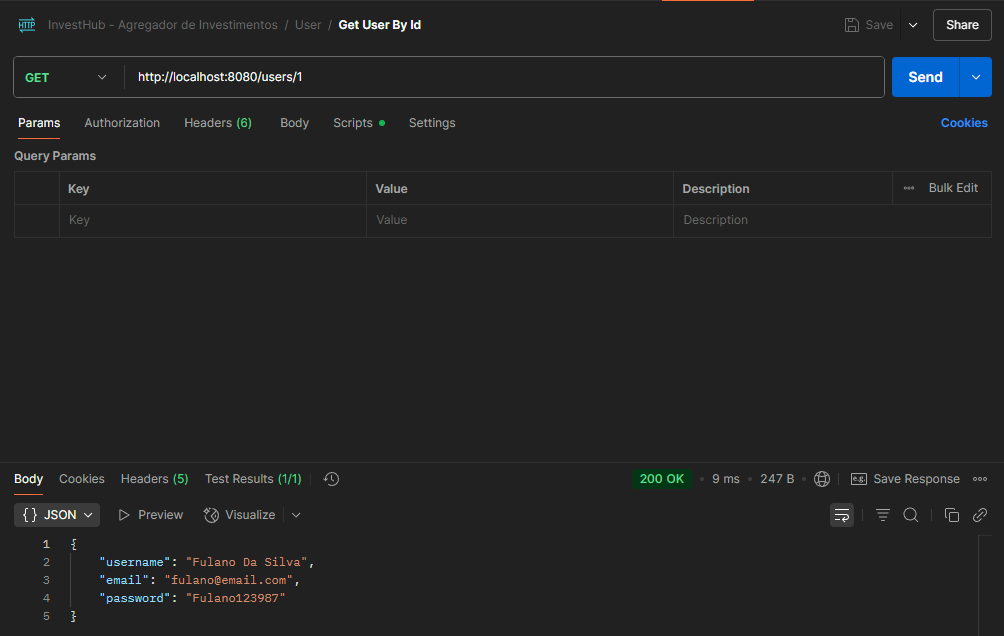 HTTP InvestHub - Agregador de Investimentos / User / Get User By Id Save Share
GET http://localhost:8080/users/1 Send
Params Authorization Headers (6) Body Scripts Settings Cookies
Query Params
Key Value Description Bulk Edit
Key Value Description
Body Cookies Headers (5) Test Results (1/1) 200 OK 9 ms 247 B e.g. Save Response
{} JSON Preview Visualize
1 {
2 "username": "Fulano Da Silva",
3 "email": "fulano@email.com",
4 "password": "Fulano123987"
5 }